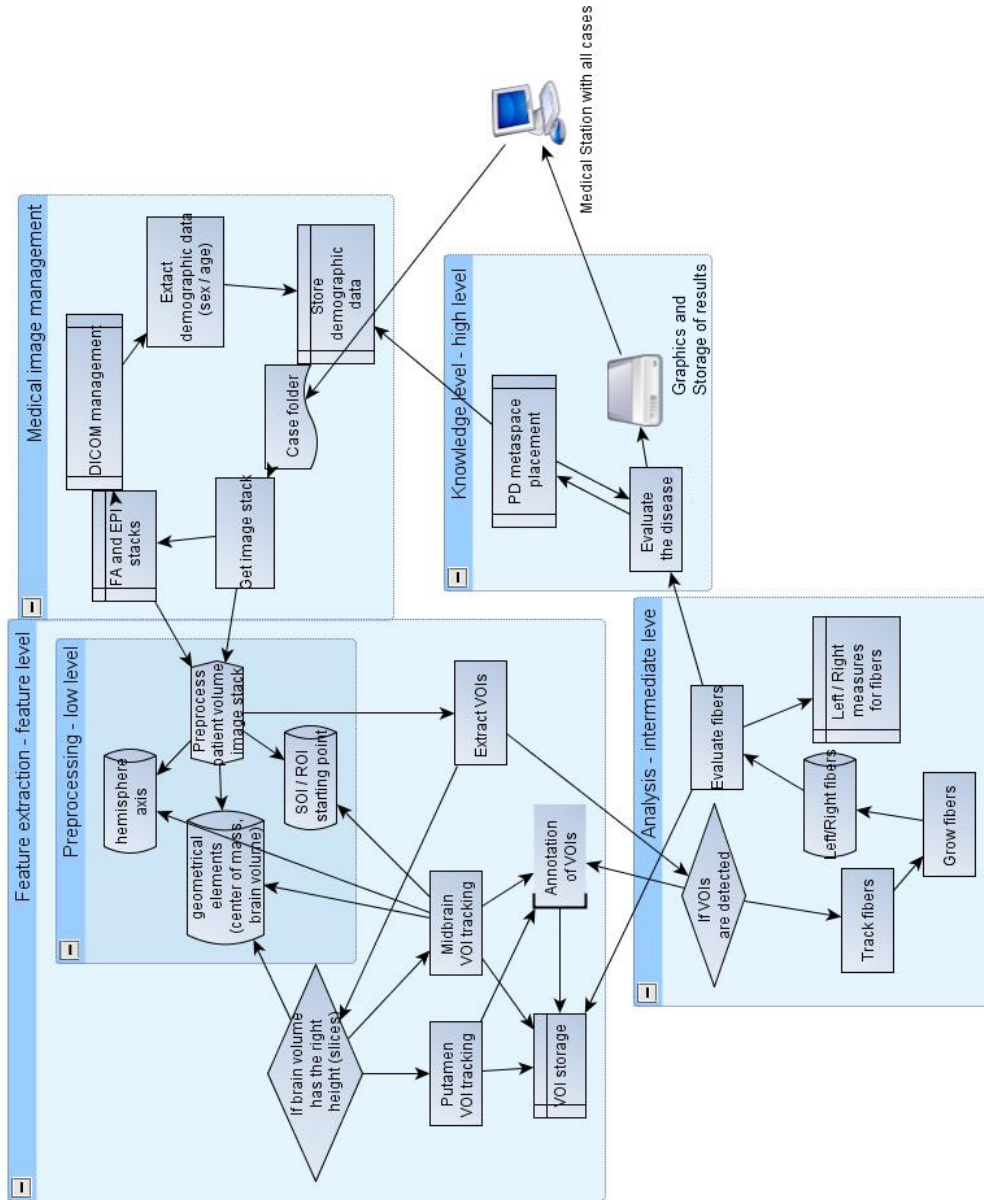 Feature extraction - feature level
Preprocessing - low level
hemisphere
axis
geometrical
elements
(center of mass,
brain volume)
Preprocess
patient volume
image stack
SOI / ROI
starting point
If brain volume
has the right
height (slices)
Midbrain
VOI tracking
Putamen
VOI tracking
Extract VOIs
Annotation
of VOIs
VOI storage
Medical image management
FA and EPI
stacks
DICOM management
Extact
demographic data
(sex / age)
Get image stack
Case folder
Store
demographic
data
Analysis - intermediate leve
If VOIs
are detected
Track fibers
Grow fibers
Left/Right fibers
Evaluate fibers
Left / Right
measures
for fibers
Knowledge level - high level
PD metaspace
placement
Evaluate
the disease
Graphics and
Storage of results
Medical Station with all cases